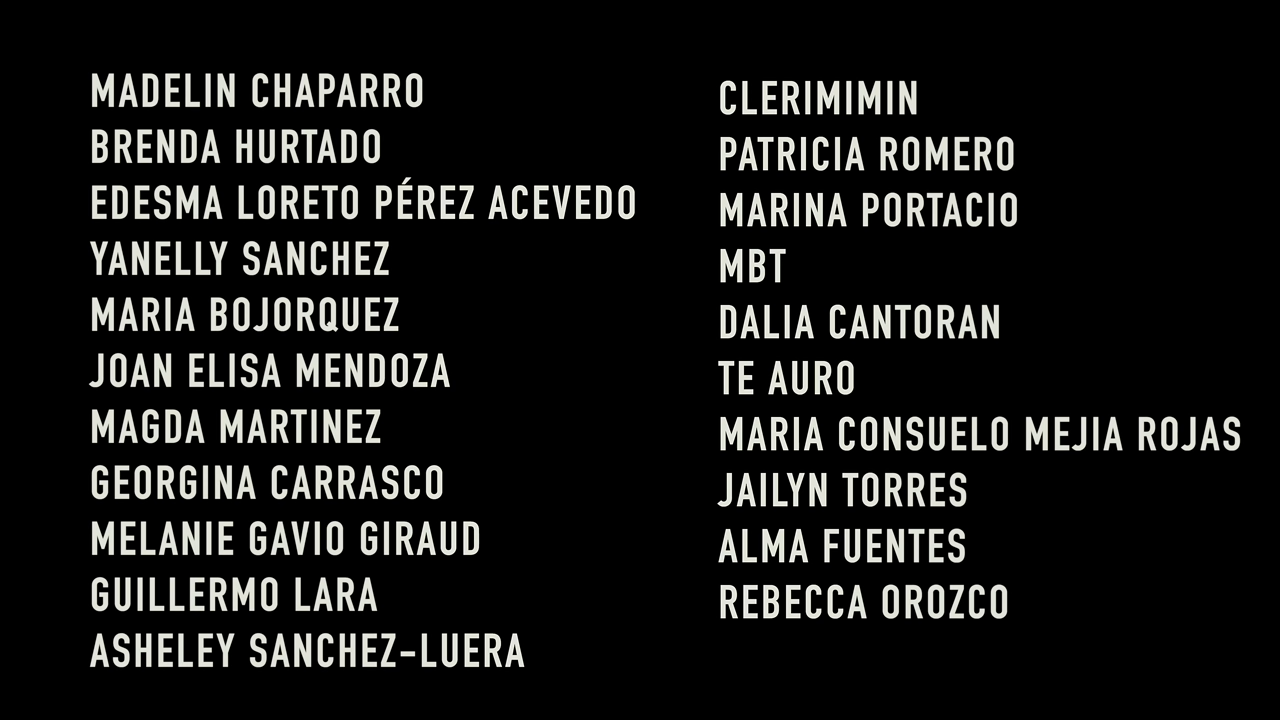 MADELIN CHAPARRO
BRENDA HURTADO
EDESMA LORETO PÉREZ ACEVEDO
YANELLY SANCHEZ
MARIA BOJORQUEZ
JOAN ELISA MENDOZA
MAGDA MARTINEZ
GEORGINA CARRASCO
MELANIE GAVIO GIRAUD
GUILLERMO LARA
ASHELEY SANCHEZ-LUERA
CLERIMIMIN
PATRICIA ROMERO
MARINA PORTACIO
MBT
DALIA CANTORAN
TE AURO
MARIA CONSUELO MEJIA ROJAS
JAILYN TORRES
ALMA FUENTES
REBECCA OROZCO